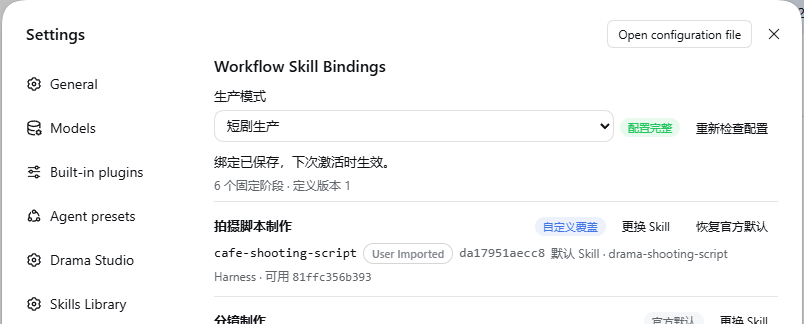 Settings
Open configuration file
General
Models
Built-in plugins
Agent presets
Drama Studio
Skills Library
Workflow Skill Bindings
生产模式
短剧生产
配置完整
重新检查配置
绑定已保存，下次激活时生效。
6 个固定阶段 · 定义版本 1
拍摄脚本制作
自定义覆盖
更换 Skill
恢复官方默认
cafe-shooting-script User Imported da17951aecc8 默认 Skill · drama-shooting-script
Harness · 可用 81ffc356b393
分镜制作
官方默认
更换 Skill